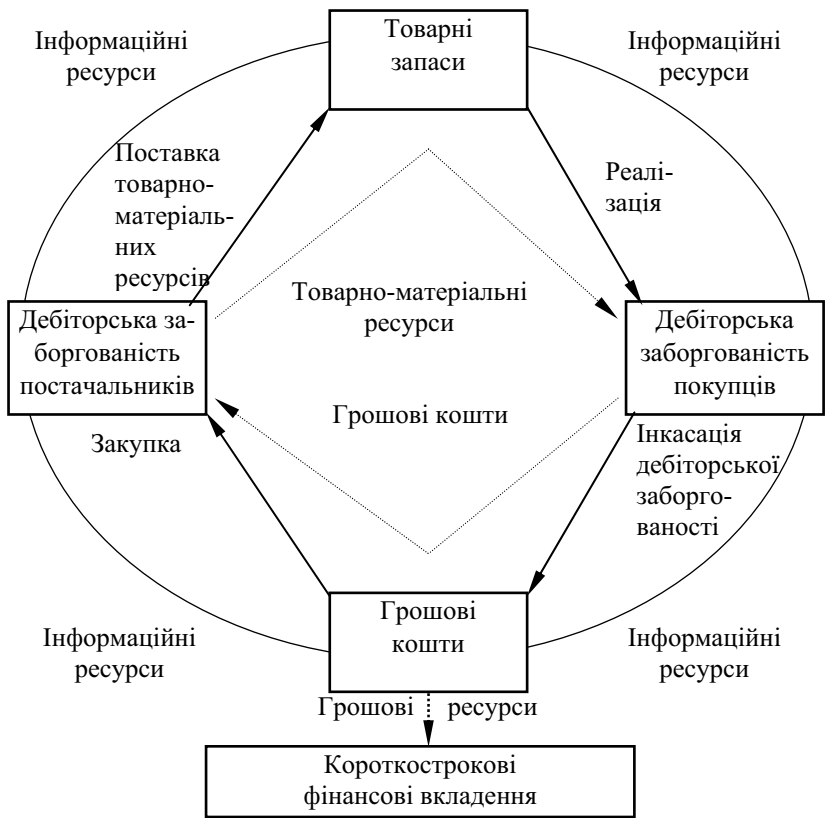 Інформаційні
ресурси
Товарні
запаси
Інформаційні
ресурси
Поставка
товарно-
матеріаль-
них
ресурсів
Реалі-
зація
Товарно-матеріальні
ресурси
Дебіторська за-
боргованість
постачальників
Дебіторська
заборгованість
покупців
Грошові кошти
Закупка
Інкасація
дебіторської
заборго-
ваності
Грошові
кошти
Інформаційні
ресурси
Інформаційні
ресурси
Грошові ресурси
Короткострокові
фінансові вкладення